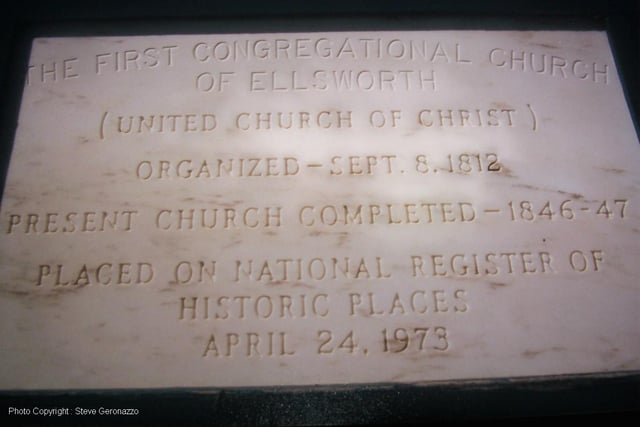 THE FIRST CONGREGATIONAL CHURCH
OF ELLSWORTH
(UNITED CHURCH OF CHRIST)
ORGANIZED - SEPT. 8, 1812
PRESENT CHURCH COMPLETED - 1846-47
PLACED ON NATIONAL REGISTER OF
HISTORIC PLACES
APRIL 24, 1973
Photo Copyright : Steve Geronazzo